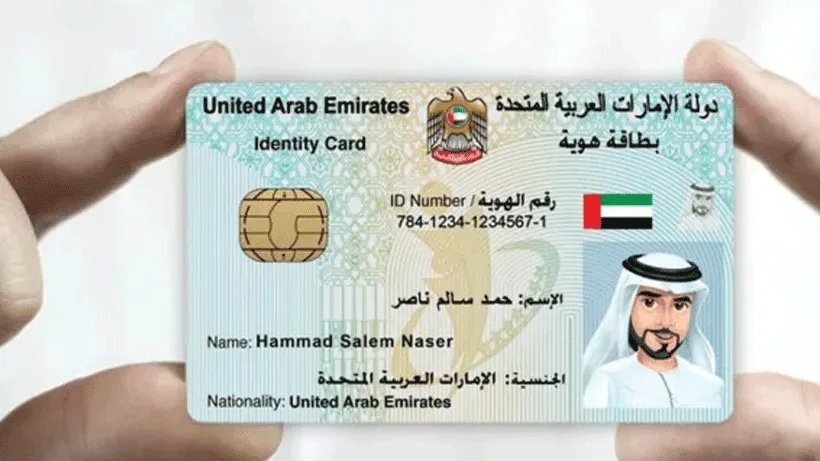 United Arab Emirates
دولة الإمارات العربية المتحدة
Identity Card
بطاقة هوية
ID Number / رقم الهوية
784-1234-1234567-1
الإسم: حمد سالم ناصر
Name: Hammad Salem Naser
الجنسية: الإمارات العربية المتحدة
Nationality: United Arab Emirates